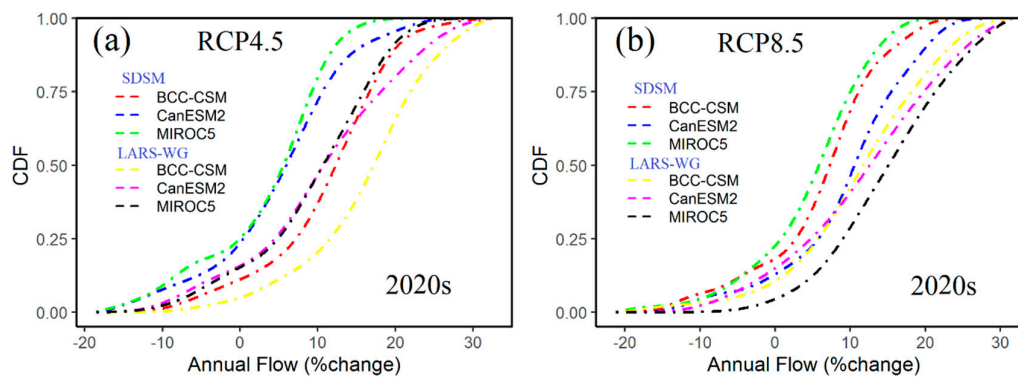 (a) RCP4.5
SDSM
BCC-CSM
CanESM2
MIROC5
LARS-WG
BCC-CSM
CanESM2
MIROC5
2020s
CDF
1.00
0.75
0.50
0.25
0.00
-20 -10 0 10 20 30
Annual Flow (%change)
(b) RCP8.5
SDSM
BCC-CSM
CanESM2
MIROC5
LARS-WG
BCC-CSM
CanESM2
MIROC5
2020s
CDF
1.00
0.75
0.50
0.25
0.00
-20 -10 0 10 20 30
Annual Flow (%change)